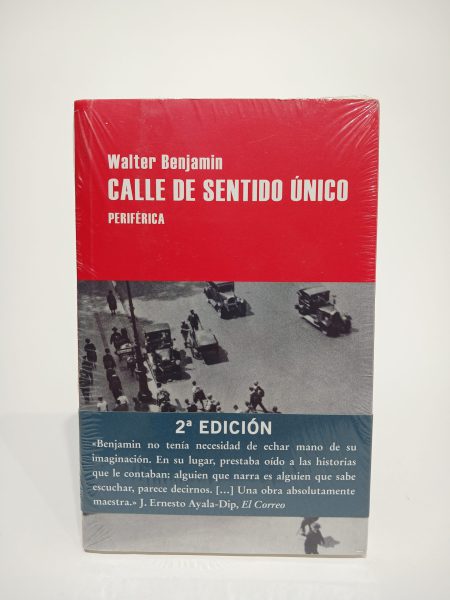 Walter Benjamin
CALLE DE SENTIDO ÚNICO
PERIFÉRICA
2ª EDICIÓN
«Benjamin no tenía necesidad de echar mano de su
imaginación. En su lugar, prestaba oído a las historias
que le contaban: alguien que narra es alguien que sabe
escuchar, parece decirnos. […] Una obra absolutamente
maestra.» J. Ernesto Ayala-Dip, El Correo